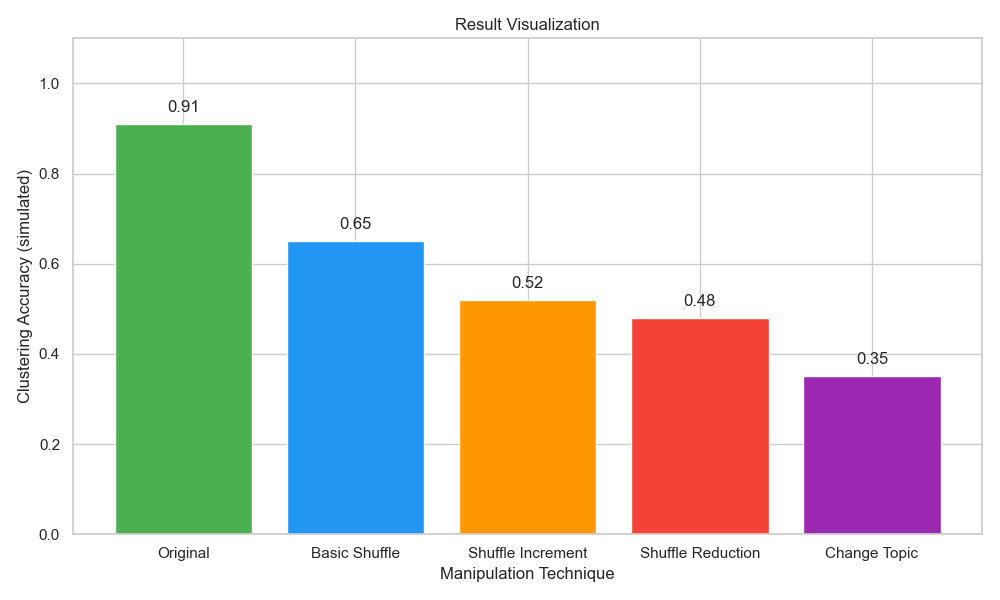 Result Visualization
Clustering Accuracy (simulated)
1.0
0.8
0.6
0.4
0.2
0.0
0.91
0.65
0.52
0.48
0.35
Original
Basic Shuffle
Shuffle Increment
Shuffle Reduction
Change Topic
Manipulation Technique